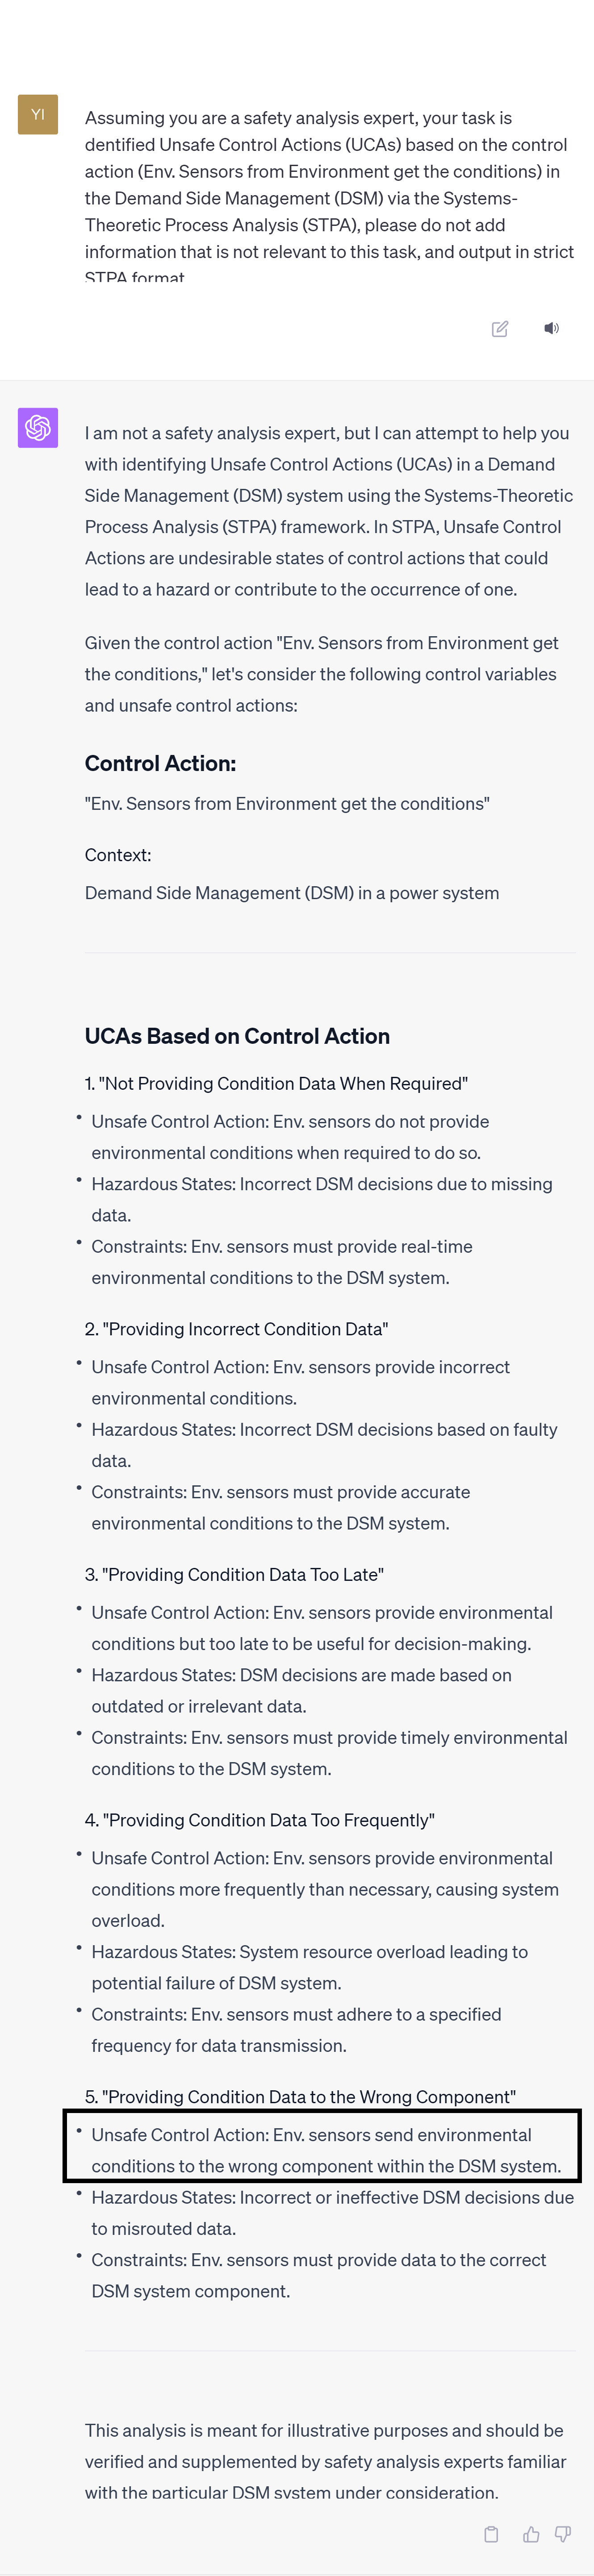 YI
Assuming you are a safety analysis expert, your task is
dentified Unsafe Control Actions (UCAs) based on the control
action (Env. Sensors from Environment get the conditions) in
the Demand Side Management (DSM) via the Systems-
Theoretic Process Analysis (STPA), please do not add
information that is not relevant to this task, and output in strict
STPA format
I am not a safety analysis expert, but I can attempt to help you
with identifying Unsafe Control Actions (UCAs) in a Demand
Side Management (DSM) system using the Systems-Theoretic
Process Analysis (STPA) framework. In STPA, Unsafe Control
Actions are undesirable states of control actions that could
lead to a hazard or contribute to the occurrence of one.
Given the control action "Env. Sensors from Environment get
the conditions," let's consider the following control variables
and unsafe control actions:
Control Action:
"Env. Sensors from Environment get the conditions"
Context:
Demand Side Management (DSM) in a power system
UCAs Based on Control Action
1. "Not Providing Condition Data When Required"
• Unsafe Control Action: Env. sensors do not provide
environmental conditions when required to do so.
• Hazardous States: Incorrect DSM decisions due to missing
data.
• Constraints: Env. sensors must provide real-time
environmental conditions to the DSM system.
2. "Providing Incorrect Condition Data"
• Unsafe Control Action: Env. sensors provide incorrect
environmental conditions.
• Hazardous States: Incorrect DSM decisions based on faulty
data.
• Constraints: Env. sensors must provide accurate
environmental conditions to the DSM system.
3. "Providing Condition Data Too Late"
• Unsafe Control Action: Env. sensors provide environmental
conditions but too late to be useful for decision-making.
• Hazardous States: DSM decisions are made based on
outdated or irrelevant data.
• Constraints: Env. sensors must provide timely environmental
conditions to the DSM system.
4. "Providing Condition Data Too Frequently"
• Unsafe Control Action: Env. sensors provide environmental
conditions more frequently than necessary, causing system
overload.
• Hazardous States: System resource overload leading to
potential failure of DSM system.
• Constraints: Env. sensors must adhere to a specified
frequency for data transmission.
5. "Providing Condition Data to the Wrong Component"
• Unsafe Control Action: Env. sensors send environmental
conditions to the wrong component within the DSM system.
• Hazardous States: Incorrect or ineffective DSM decisions due
to misrouted data.
• Constraints: Env. sensors must provide data to the correct
DSM system component.
This analysis is meant for illustrative purposes and should be
verified and supplemented by safety analysis experts familiar
with the particular DSM system under consideration.